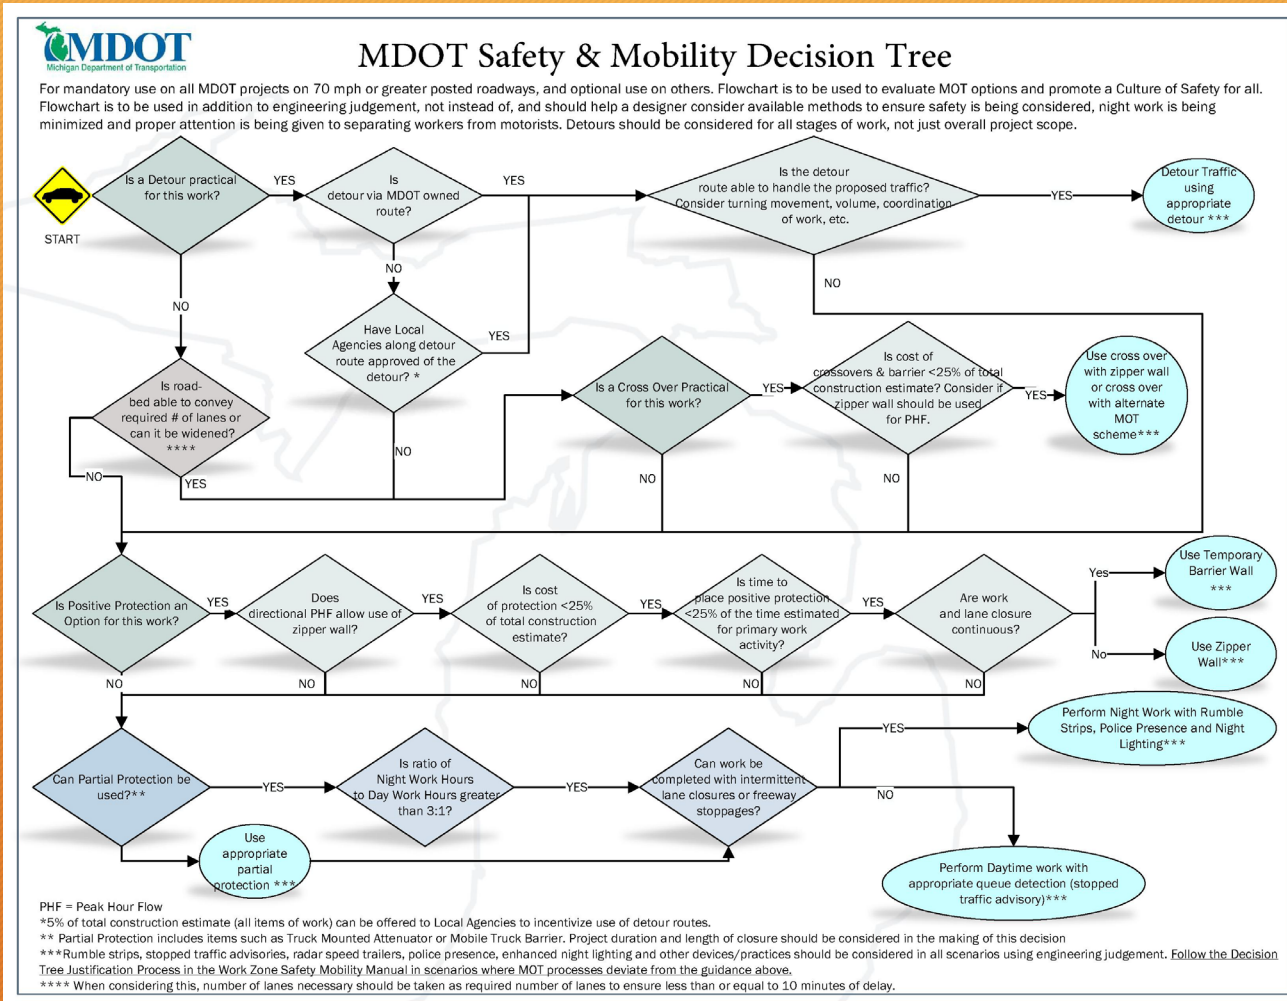 MDOT
Michigan Department of Transportation
MDOT Safety & Mobility Decision Tree
For mandatory use on all MDOT projects on 70 mph or greater posted roadways, and optional use on others. Flowchart is to be used to evaluate MOT options and promote a Culture of Safety for all.
Flowchart is to be used in addition to engineering judgement, not instead of, and should help a designer consider available methods to ensure safety is being considered, night work is being
minimized and proper attention is being given to separating workers from motorists. Detours should be considered for all stages of work, not just overall project scope.
START
Is a Detour practical
for this work?
YES
NO
Is
detour via MDOT owned
route?
YES
NO
Is the detour
route able to handle the proposed traffic?
Consider turning movement, volume, coordination
of work, etc.
YES
NO
Detour Traffic
using
appropriate
detour ***
Have Local
Agencies along detour
route approved of the
detour? *
YES
NO
Is road-
bed able to convey
required # of lanes or
can it be widened?
****
NO
YES
Is a Cross Over Practical
for this work?
YES
NO
Is cost of
crossovers & barrier <25% of total
construction estimate? Consider if
zipper wall should be used
for PHF.
YES
NO
Use cross over
with zipper wall
or cross over
with alternate
MOT
scheme***
Is Positive Protection an
Option for this work?
YES
NO
Does
directional PHF allow use of
zipper wall?
YES
NO
Is cost
of protection <25%
of total construction
estimate?
YES
NO
Is time to
place positive protection
<25% of the time estimated
for primary work
activity?
YES
NO
Are work
and lane closure
continuous?
NO
Yes
No
Use Temporary
Barrier Wall
***
Use Zipper
Wall***
Can Partial Protection be
used?**
YES
Use
appropriate
partial
protection ***
Is ratio of
Night Work Hours
to Day Work Hours greater
than 3:1?
YES
Can work be
completed with intermittent
lane closures or freeway
stoppages?
YES
NO
Perform Night Work with Rumble
Strips, Police Presence and Night
Lighting***
Perform Daytime work with
appropriate queue detection (stopped
traffic advisory)***
PHF = Peak Hour Flow
*5% of total construction estimate (all items of work) can be offered to Local Agencies to incentivize use of detour routes.
** Partial Protection includes items such as Truck Mounted Attenuator or Mobile Truck Barrier. Project duration and length of closure should be considered in the making of this decision
***Rumble strips, stopped traffic advisories, radar speed trailers, police presence, enhanced night lighting and other devices/practices should be considered in all scenarios using engineering judgement. Follow the Decision
Tree Justification Process in the Work Zone Safety Mobility Manual in scenarios where MOT processes deviate from the guidance above.
**** When considering this, number of lanes necessary should be taken as required number of lanes to ensure less than or equal to 10 minutes of delay.